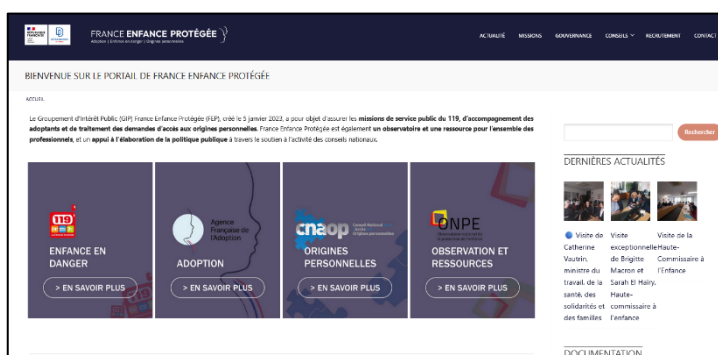 FRANCE ENFANCE PROTÉGÉE
Adoption | Enfance en danger | Origines personnelles
ACTUALITÉ MISSIONS GOUVERNANCE CONSEILS RECRUTEMENT CONTACT
BIENVENUE SUR LE PORTAIL DE FRANCE ENFANCE PROTÉGÉE
ACCUEIL
Le Groupement d'Intérêt Public (GIP) France Enfance Protégée (FEP), créé le 5 janvier 2023, a pour objet d'assurer les missions de service public du 119, d'accompagnement des
adoptants et de traitement des demandes d'accès aux origines personnelles. France Enfance Protégée est également un observatoire et une ressource pour l'ensemble des
professionnels, et un appui à l'élaboration de la politique publique à travers le soutien à l'activité des conseils nationaux.
Rechercher
119
ENFANCE EN
DANGER
> EN SAVOIR PLUS
Agence
Française de
l'Adoption
ADOPTION
> EN SAVOIR PLUS
cnaop
ORIGINES
PERSONNELLES
> EN SAVOIR PLUS
ONPE
OBSERVATION ET
RESSOURCES
> EN SAVOIR PLUS
DERNIÈRES ACTUALITÉS
Visite de
Catherine
Vautrin,
ministre du
travail, de la
santé, des
solidarités et
des familles
Visite
exceptionnelle
de Brigitte
Macron et
Sarah El Haïry,
Haute-
commissaire à
l'enfance
Visite de la
Haute-
Commissaire à
l'Enfance
DOCUMENTATION